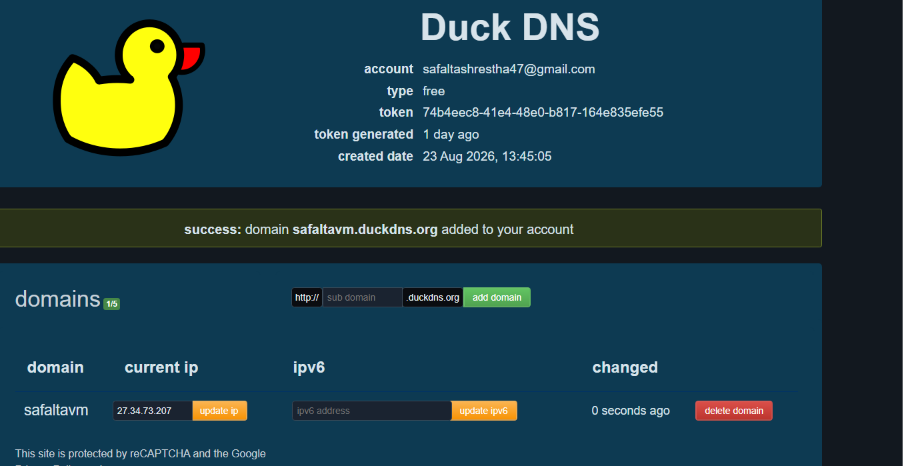 Duck DNS
account safaltashrestha47@gmail.com
type free
token 74b4eec8-41e4-48e0-b817-164e835efe55
token generated 1 day ago
created date 23 Aug 2026, 13:45:05
success: domain safaltavm.duckdns.org added to your account
domains 1/5 http:// sub domain .duckdns.org add domain
domain current ip ipv6 changed
safaltavm 27.34.73.207 update ip ipv6 address update ipv6 0 seconds ago delete domain
This site is protected by reCAPTCHA and the Google